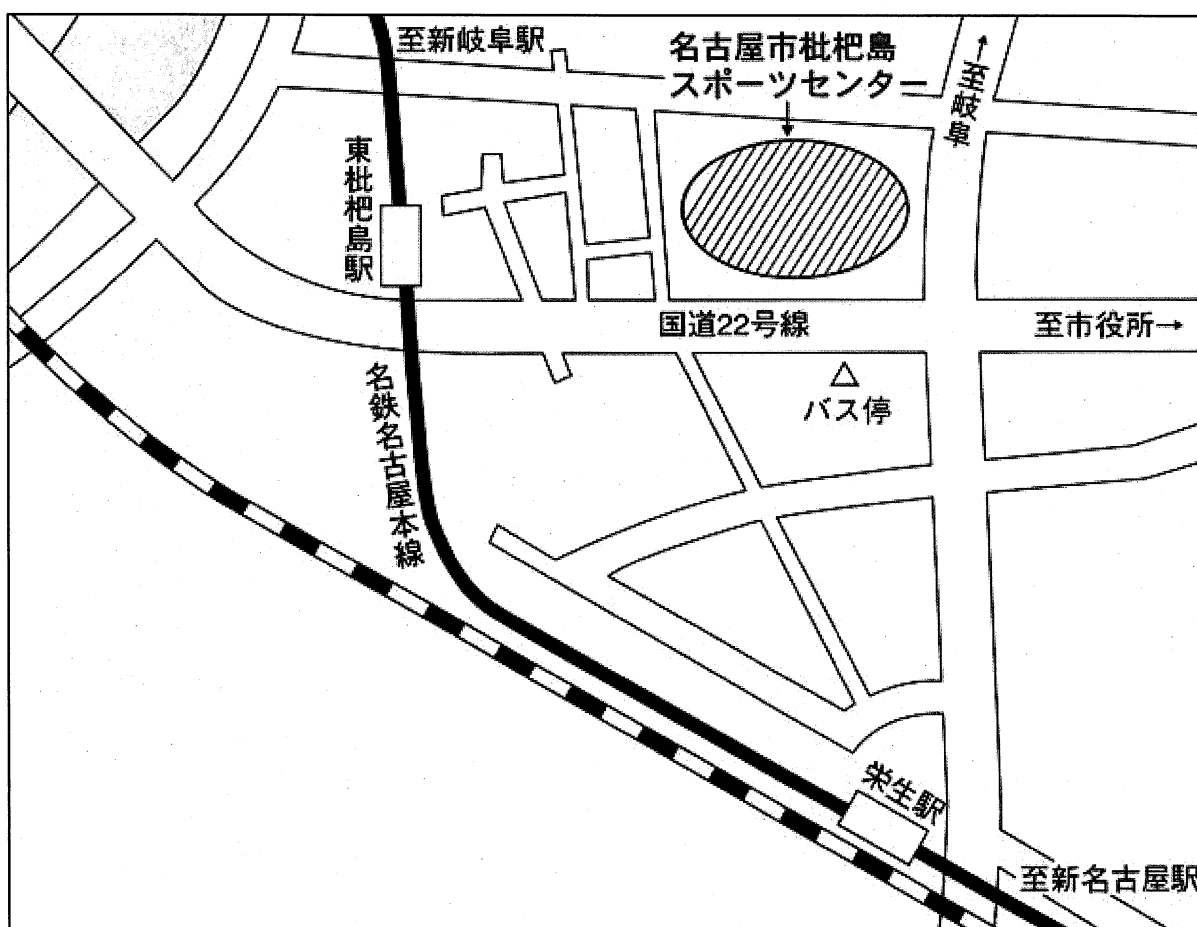 至新岐阜駅
名古屋市枇杷島
スポーツセンター
←至岐阜
東枇杷島駅
国道22号線
至市役所→
バス停
名鉄名古屋本線
栄生駅
至新名古屋駅